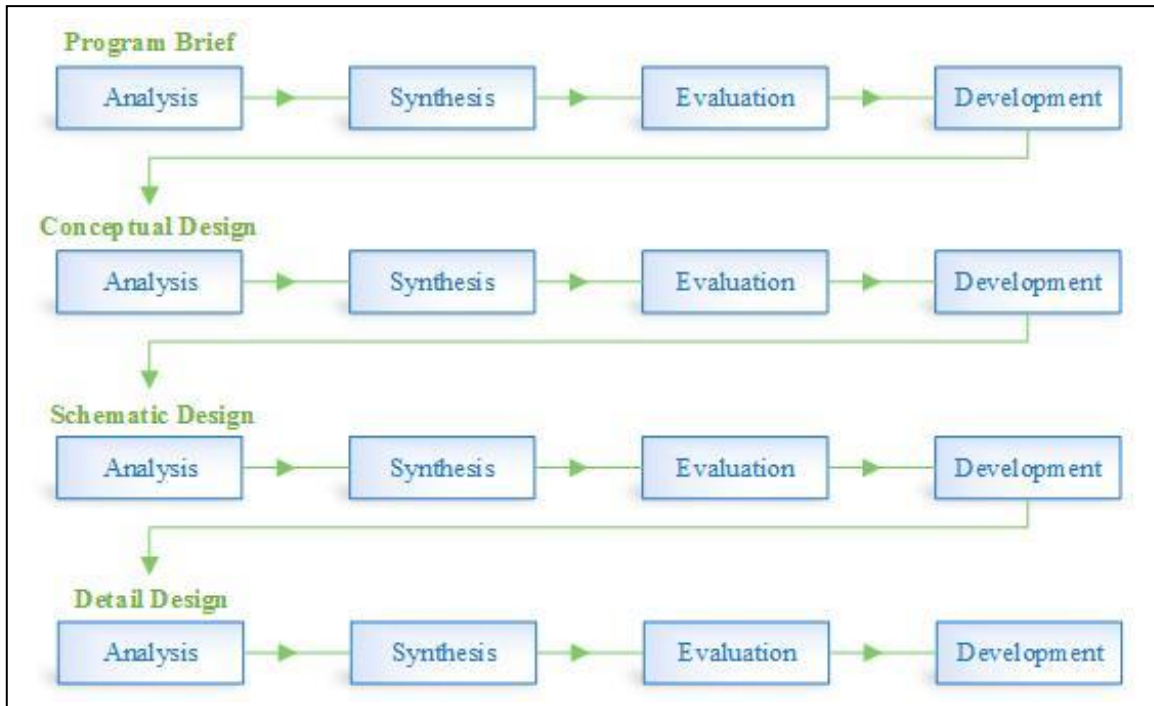 Program Brief
Analysis Synthesis Evaluation Development
Conceptual Design
Analysis Synthesis Evaluation Development
Schematic Design
Analysis Synthesis Evaluation Development
Detail Design
Analysis Synthesis Evaluation Development